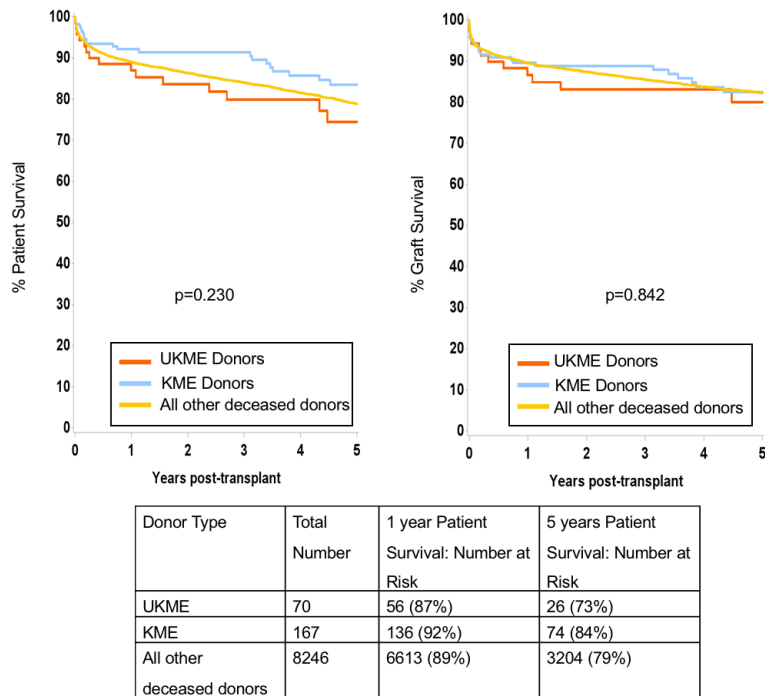 100
90
80
70
60
50
40
30
20
10
0
% Patient Survival
p=0.230
UKME Donors
KME Donors
All other deceased donors
0 1 2 3 4 5
Years post-transplant
100
90
80
70
60
50
40
30
20
10
0
% Graft Survival
p=0.842
UKME Donors
KME Donors
All other deceased donors
0 1 2 3 4 5
Years post-transplant
Donor Type Total Number 1 year Patient Survival: Number at Risk 5 years Patient Survival: Number at Risk
UKME 70 56 (87%) 26 (73%)
KME 167 136 (92%) 74 (84%)
All other deceased donors 8246 6613 (89%) 3204 (79%)